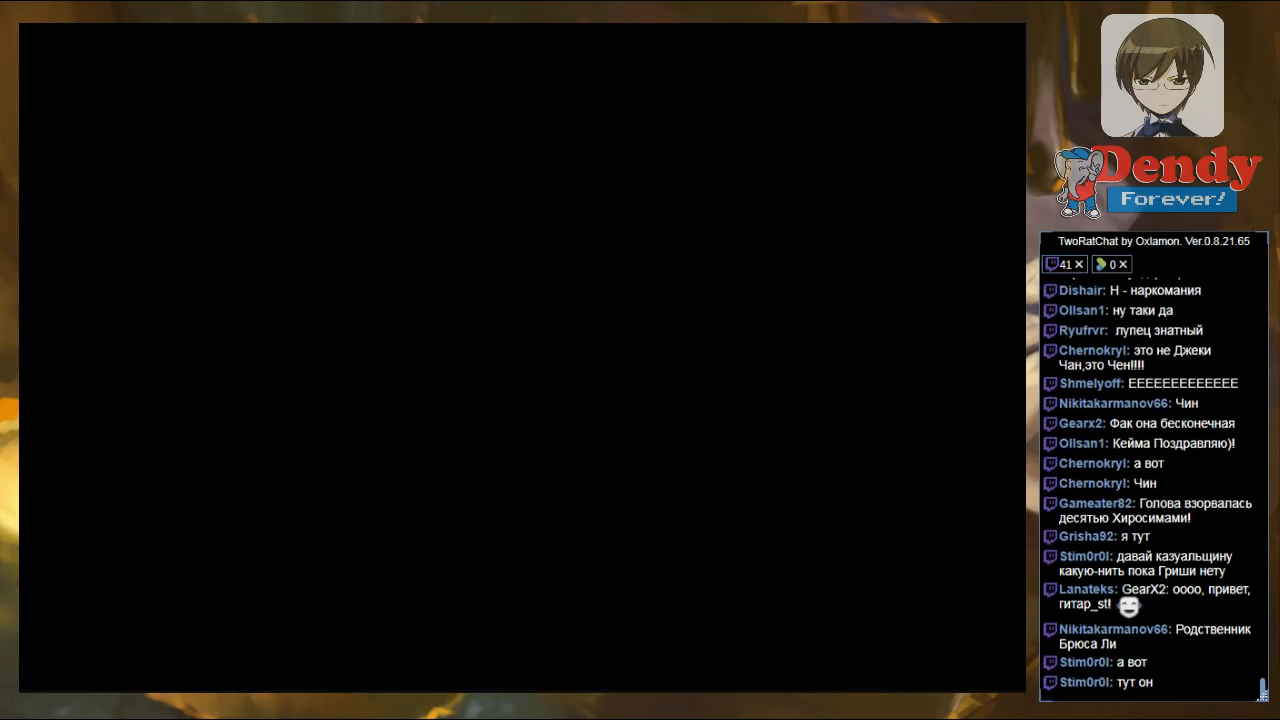 Dendy
Forever!
TwoRatChat by Oxlamon. Ver.0.8.21.65
41 × 0 ×
Dishair: Н - наркомания
Ollsan1: ну таки да
Ryufrvr: лупец знатный
Chernokryl: это не Джеки
Чан,это Чен!!!!
Shmelyoff: ЕЕЕЕЕЕЕЕЕЕЕЕЕ
Nikitakarmanov66: Чин
Gearx2: Фак она бесконечная
Ollsan1: Кейма Поздравляю)!
Chernokryl: а вот
Chernokryl: Чин
Gameater82: Голова взорвалась
десятью Хиросимами!
Grisha92: я тут
Stim0r0l: давай казуальщину
какую-нить пока Гриши нету
Lanateks: GearX2: оооо, привет,
гитар_st!
Nikitakarmanov66: Родственник
Брюса Ли
Stim0r0l: а вот
Stim0r0l: тут он